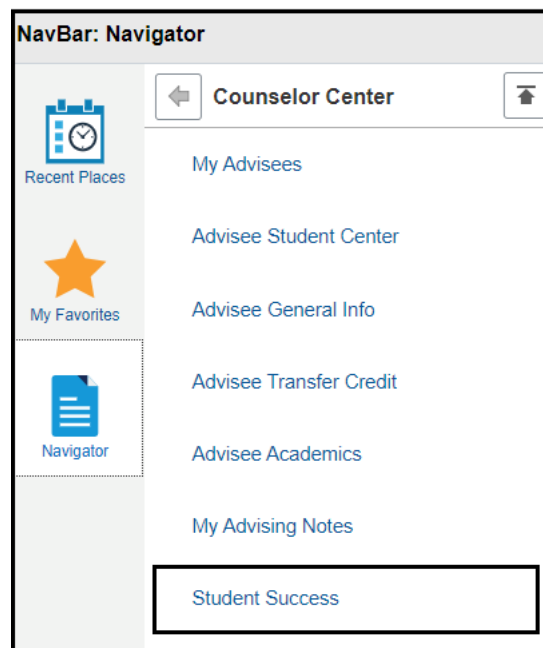 NavBar: Navigator
Recent Places
My Favorites
Navigator
Counselor Center
My Advisees
Advisee Student Center
Advisee General Info
Advisee Transfer Credit
Advisee Academics
My Advising Notes
Student Success